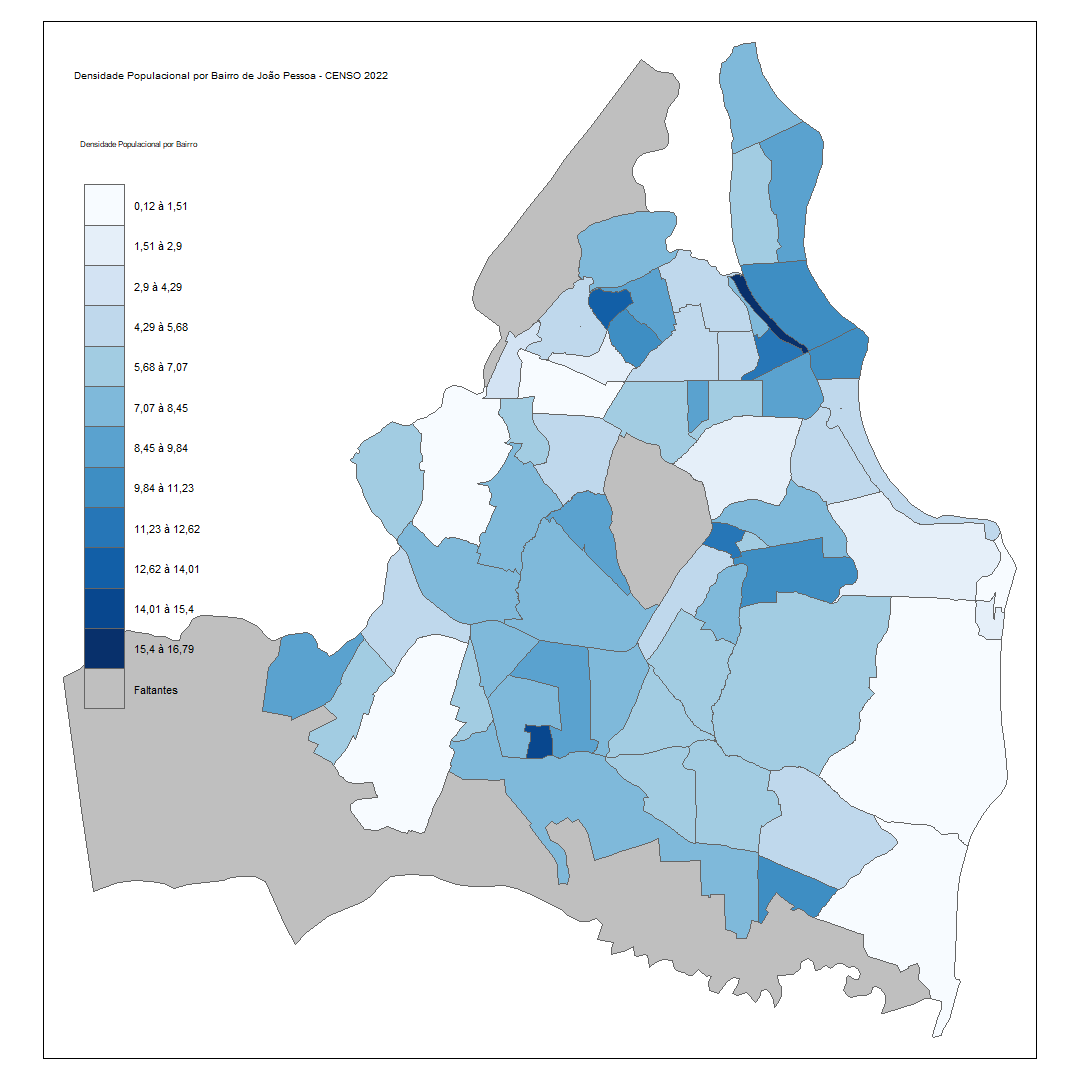 Densidade Populacional por Bairro de João Pessoa - CENSO 2022
Densidade Populacional por Bairro
0,12 à 1,51
1,51 à 2,9
2,9 à 4,29
4,29 à 5,68
5,68 à 7,07
7,07 à 8,45
8,45 à 9,84
9,84 à 11,23
11,23 à 12,62
12,62 à 14,01
14,01 à 15,4
15,4 à 16,79
Faltantes